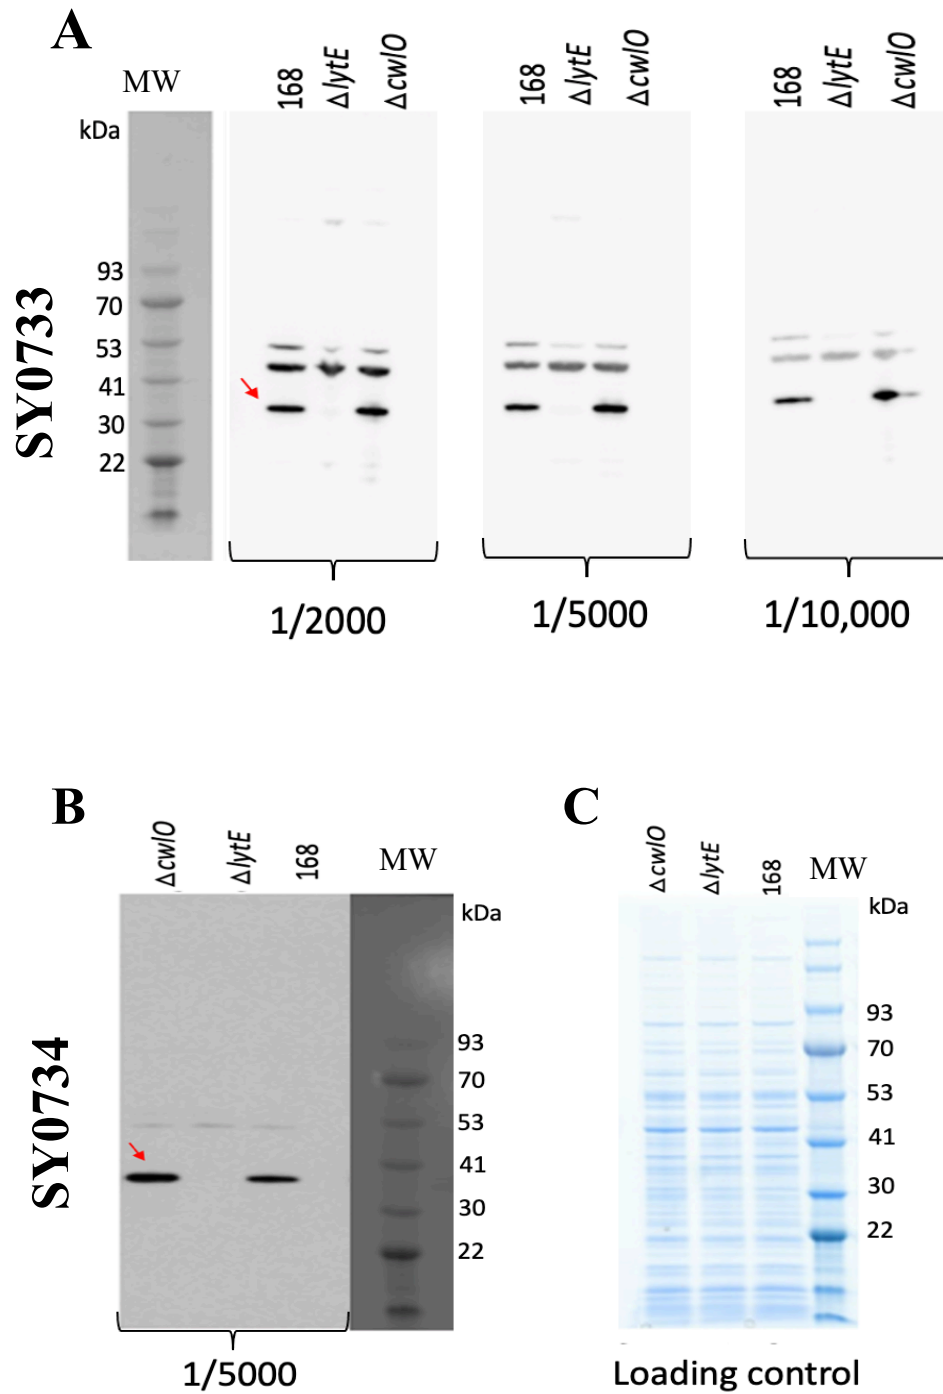 A
MW
168
ΔlytE
ΔcwlO
168
ΔlytE
ΔcwlO
168
ΔlytE
ΔcwlO
kDa
93
70
53
41
30
22
SY0733
1/2000
1/5000
1/10,000
B
ΔcwlO
ΔlytE
168
MW
kDa
93
70
53
41
30
22
SY0734
1/5000
C
ΔcwlO
ΔlytE
168
MW
kDa
93
70
53
41
30
22
Loading control